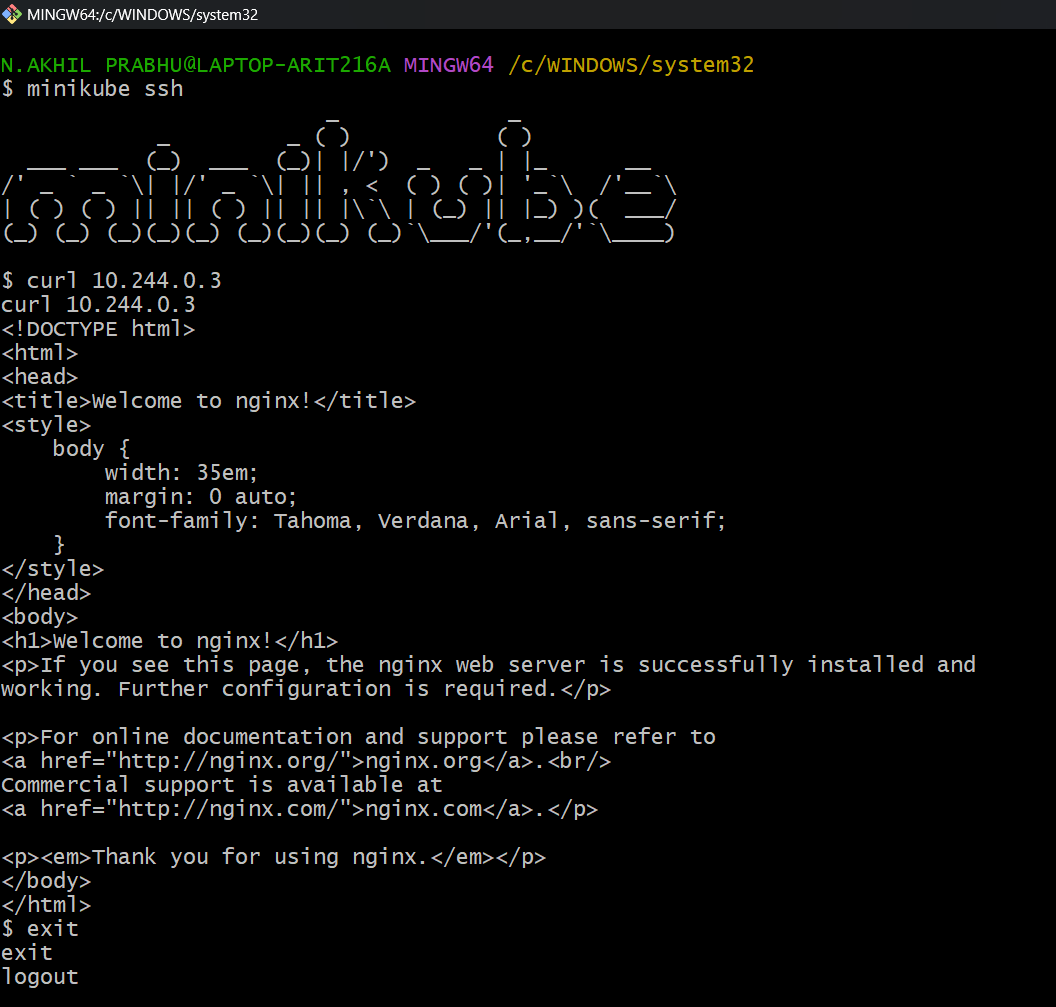 MINGW64:/c/WINDOWS/system32
N.AKHIL PRABHU@LAPTOP-ARIT216A MINGW64 /c/WINDOWS/system32
$ minikube ssh
minikube
$ curl 10.244.0.3
curl 10.244.0.3
<!DOCTYPE html>
<html>
<head>
<title>Welcome to nginx!</title>
<style>
    body {
        width: 35em;
        margin: 0 auto;
        font-family: Tahoma, Verdana, Arial, sans-serif;
    }
</style>
</head>
<body>
<h1>Welcome to nginx!</h1>
<p>If you see this page, the nginx web server is successfully installed and
working. Further configuration is required.</p>
<p>For online documentation and support please refer to
<a href="http://nginx.org/">nginx.org</a>.<br/>
Commercial support is available at
<a href="http://nginx.com/">nginx.com</a>.</p>
<p><em>Thank you for using nginx.</em></p>
</body>
</html>
$ exit
exit
logout